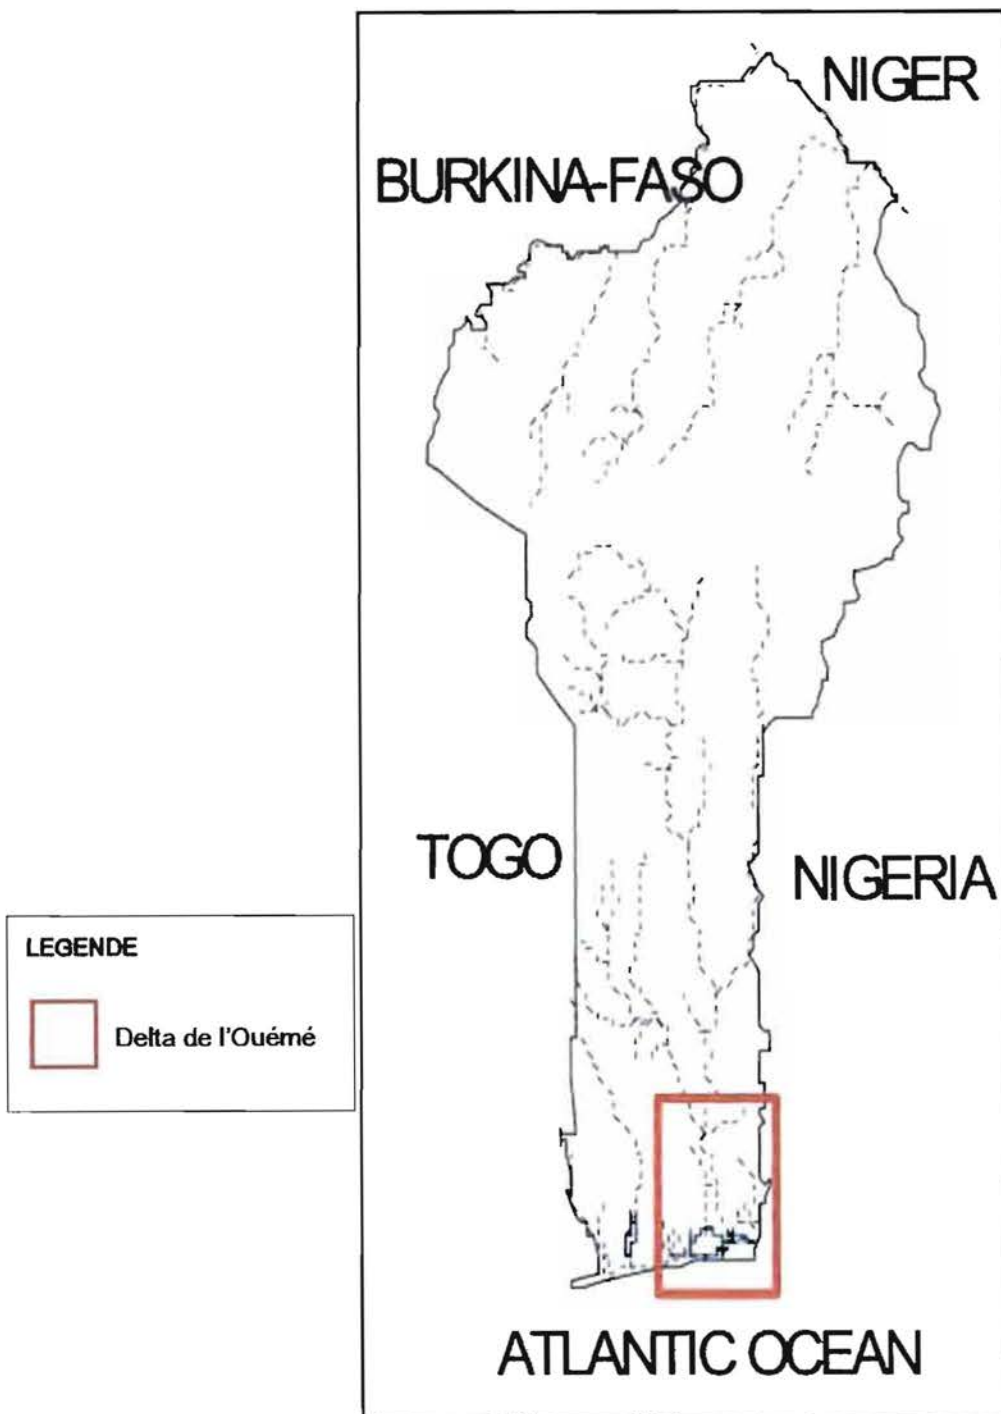 NIGER
BURKINA-FASO
TOGO
NIGERIA
LEGENDE
Delta de l'Ouémé
ATLANTIC OCEAN